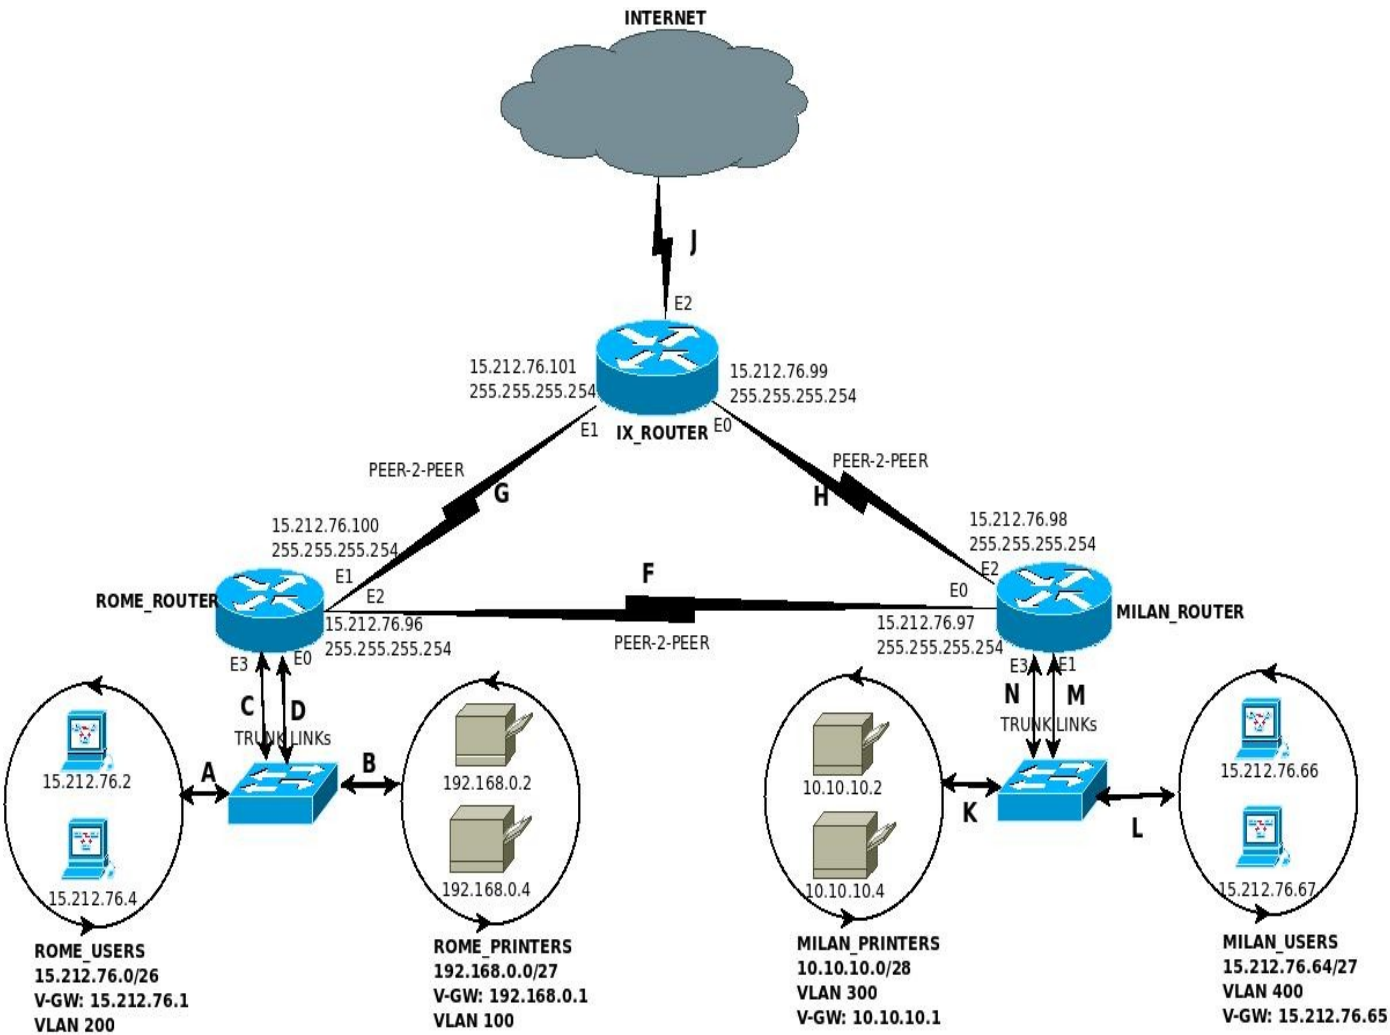 INTERNET
J
E2
15.212.76.101
255.255.255.254
15.212.76.99
255.255.255.254
E1
IX_ROUTER
E0
PEER-2-PEER
G
PEER-2-PEER
H
15.212.76.100
255.255.255.254
15.212.76.98
255.255.255.254
E1
E2
ROME_ROUTER
E2
F
E0
MILAN_ROUTER
15.212.76.96
255.255.255.254
PEER-2-PEER
15.212.76.97
255.255.255.254
E3
E0
E3
E1
C
D
TRUNK LINKs
N
M
TRUNK LINKs
15.212.76.2
A
B
192.168.0.2
10.10.10.2
K
L
15.212.76.66
15.212.76.4
192.168.0.4
10.10.10.4
15.212.76.67
ROME_USERS
15.212.76.0/26
V-GW: 15.212.76.1
VLAN 200
ROME_PRINTERS
192.168.0.0/27
V-GW: 192.168.0.1
VLAN 100
MILAN_PRINTERS
10.10.10.0/28
VLAN 300
V-GW: 10.10.10.1
MILAN_USERS
15.212.76.64/27
VLAN 400
V-GW: 15.212.76.65